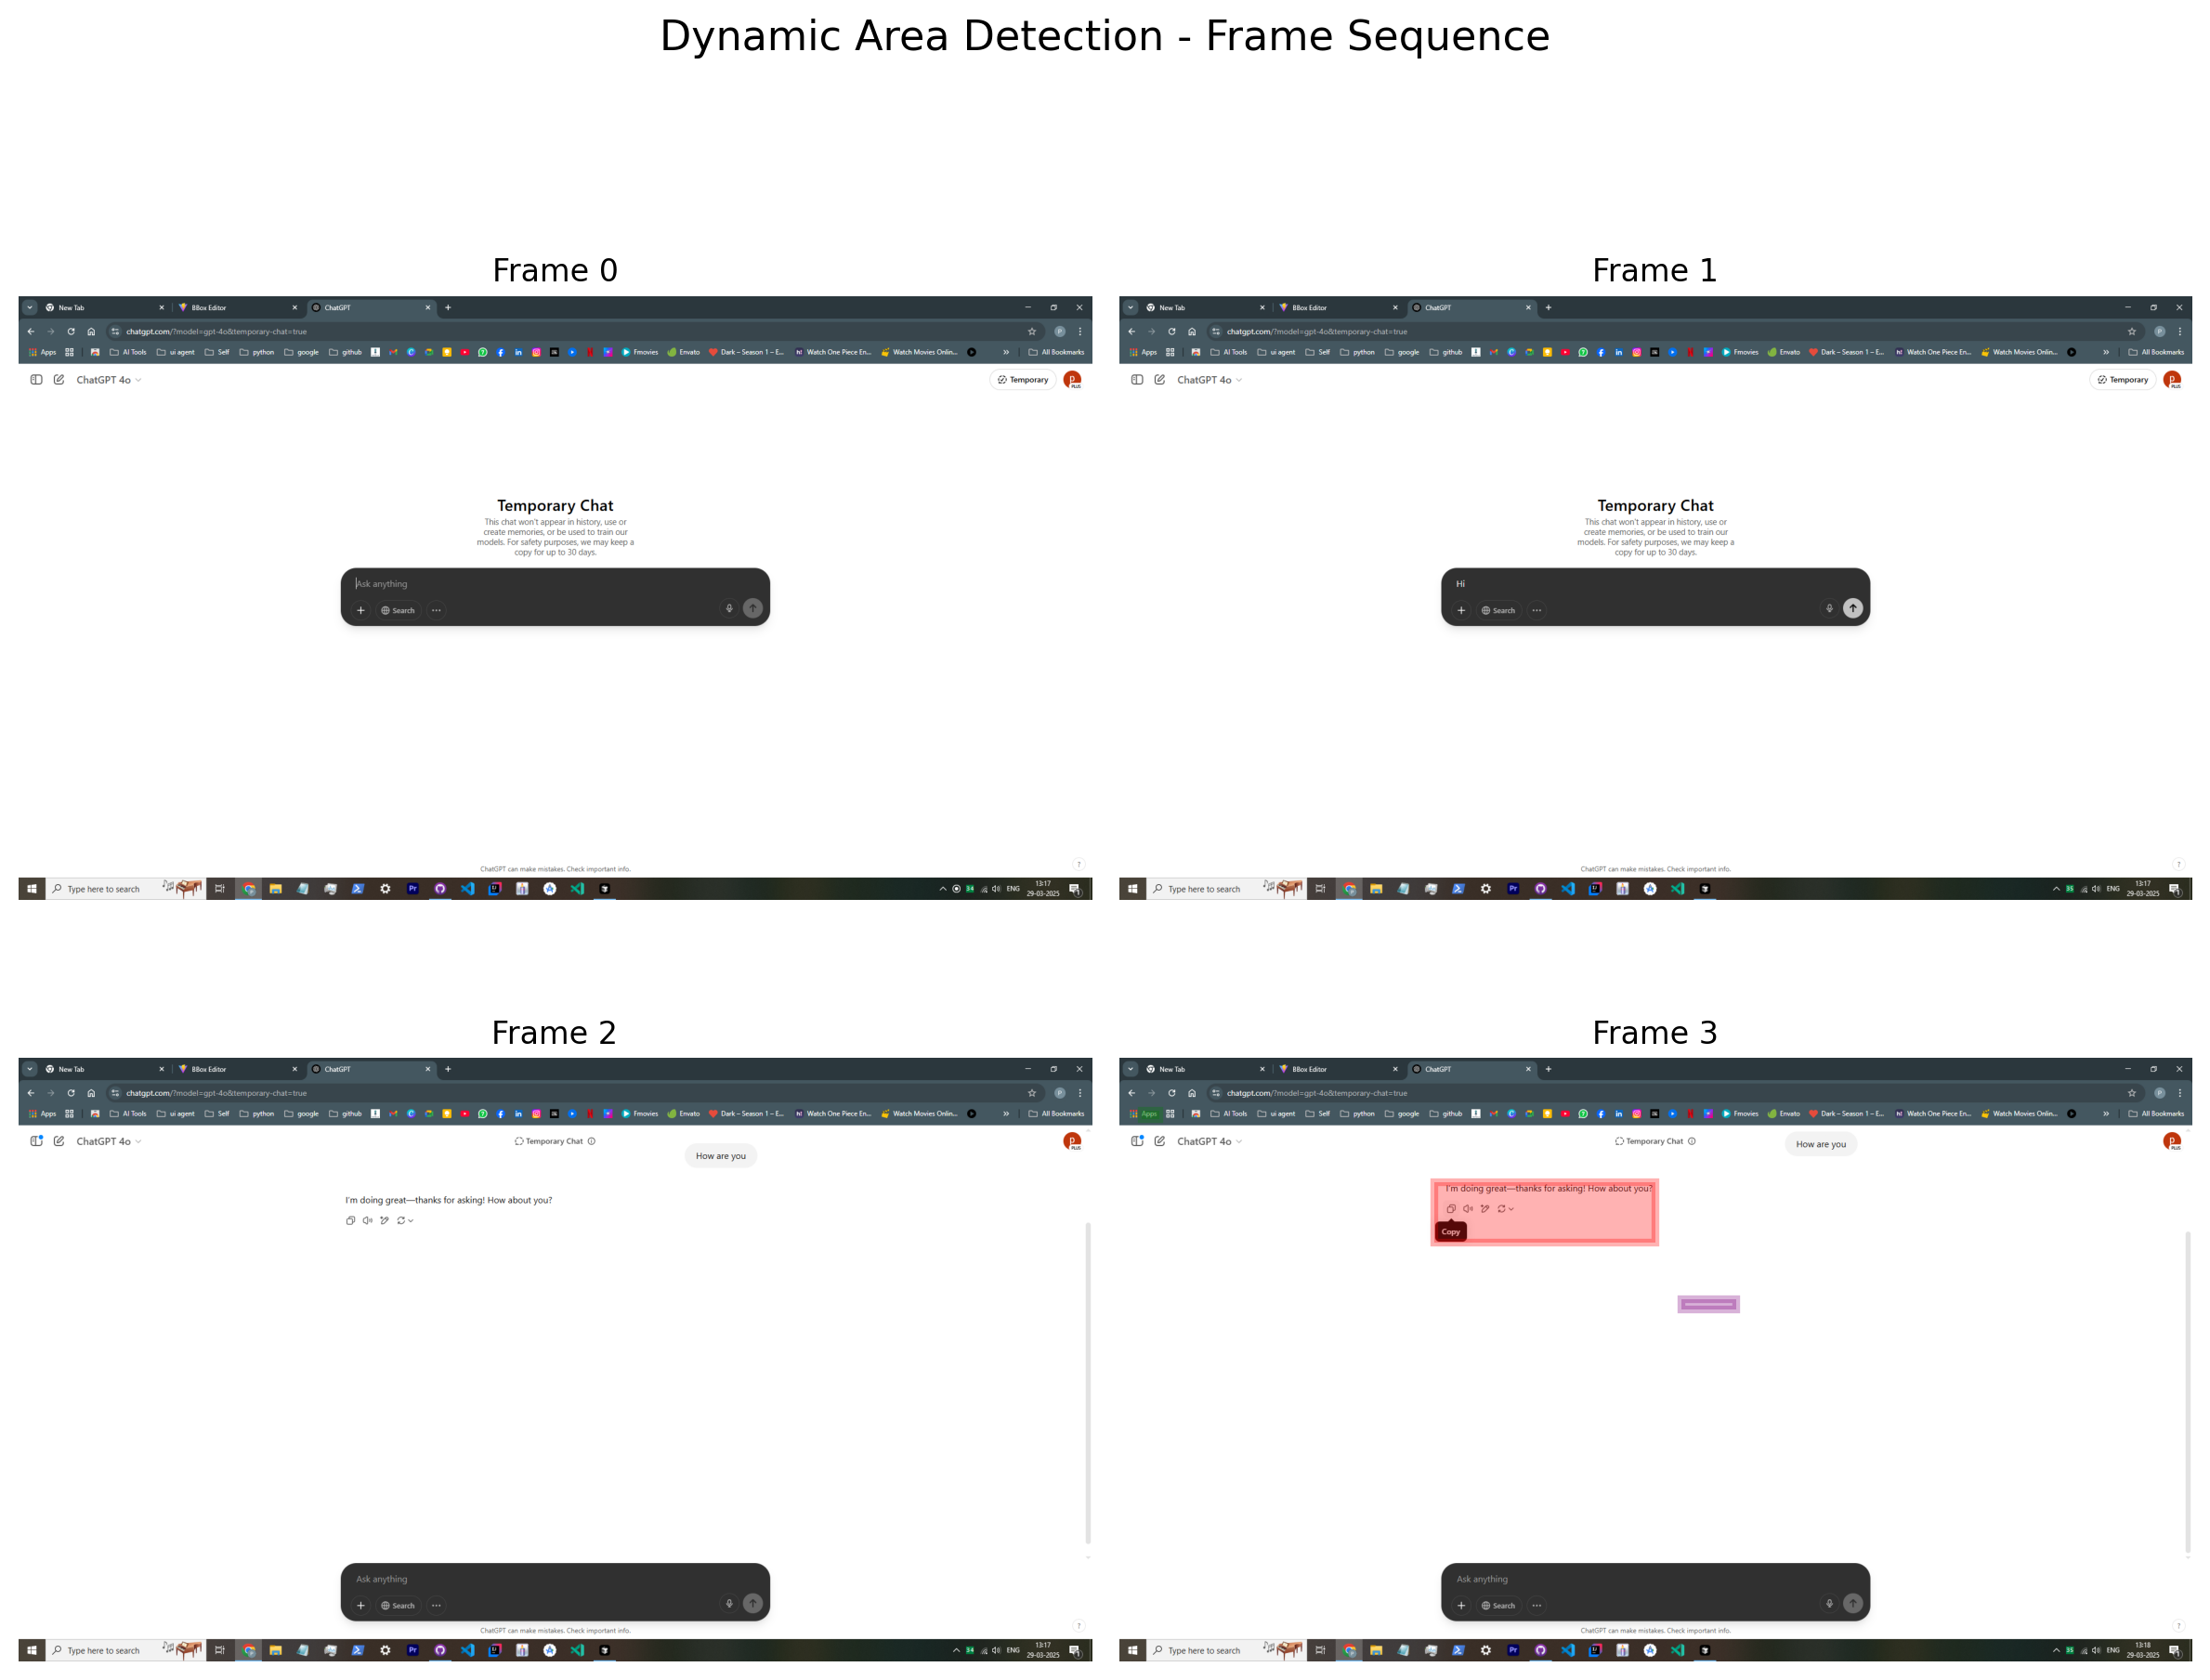 Dynamic Area Detection - Frame Sequence
Frame 0
New Tab BBox Editor ChatGPT
chatgpt.com/?model=gpt-4o&temporary-chat=true
Apps AI Tools ui agent Self python google github Fmovies Envato Dark – Season 1 – E... Watch One Piece En... Watch Movies Onlin... All Bookmarks
ChatGPT 4o Temporary
PLUS
Temporary Chat
This chat won't appear in history, use or
create memories, or be used to train our
models. For safety purposes, we may keep a
copy for up to 30 days.
Ask anything
Search
ChatGPT can make mistakes. Check important info.
Type here to search Pr 34 ENG 13:17
29-03-2025
Frame 1
New Tab BBox Editor ChatGPT
chatgpt.com/?model=gpt-4o&temporary-chat=true
Apps AI Tools ui agent Self python google github Fmovies Envato Dark – Season 1 – E... Watch One Piece En... Watch Movies Onlin... All Bookmarks
ChatGPT 4o Temporary
PLUS
Temporary Chat
This chat won't appear in history, use or
create memories, or be used to train our
models. For safety purposes, we may keep a
copy for up to 30 days.
Hi
Search
ChatGPT can make mistakes. Check important info.
Type here to search Pr 35 ENG 13:17
29-03-2025
Frame 2
New Tab BBox Editor ChatGPT
chatgpt.com/?model=gpt-4o&temporary-chat=true
Apps AI Tools ui agent Self python google github Fmovies Envato Dark – Season 1 – E... Watch One Piece En... Watch Movies Onlin... All Bookmarks
ChatGPT 4o Temporary Chat
PLUS
How are you
I'm doing great—thanks for asking! How about you?
Ask anything
Search
ChatGPT can make mistakes. Check important info.
Type here to search Pr 34 ENG 13:17
29-03-2025
Frame 3
New Tab BBox Editor ChatGPT
chatgpt.com/?model=gpt-4o&temporary-chat=true
Apps AI Tools ui agent Self python google github Fmovies Envato Dark – Season 1 – E... Watch One Piece En... Watch Movies Onlin... All Bookmarks
ChatGPT 4o Temporary Chat How are you
PLUS
I'm doing great—thanks for asking! How about you?
Copy
Ask anything
Search
ChatGPT can make mistakes. Check important info.
Type here to search Pr 35 ENG 13:18
29-03-2025